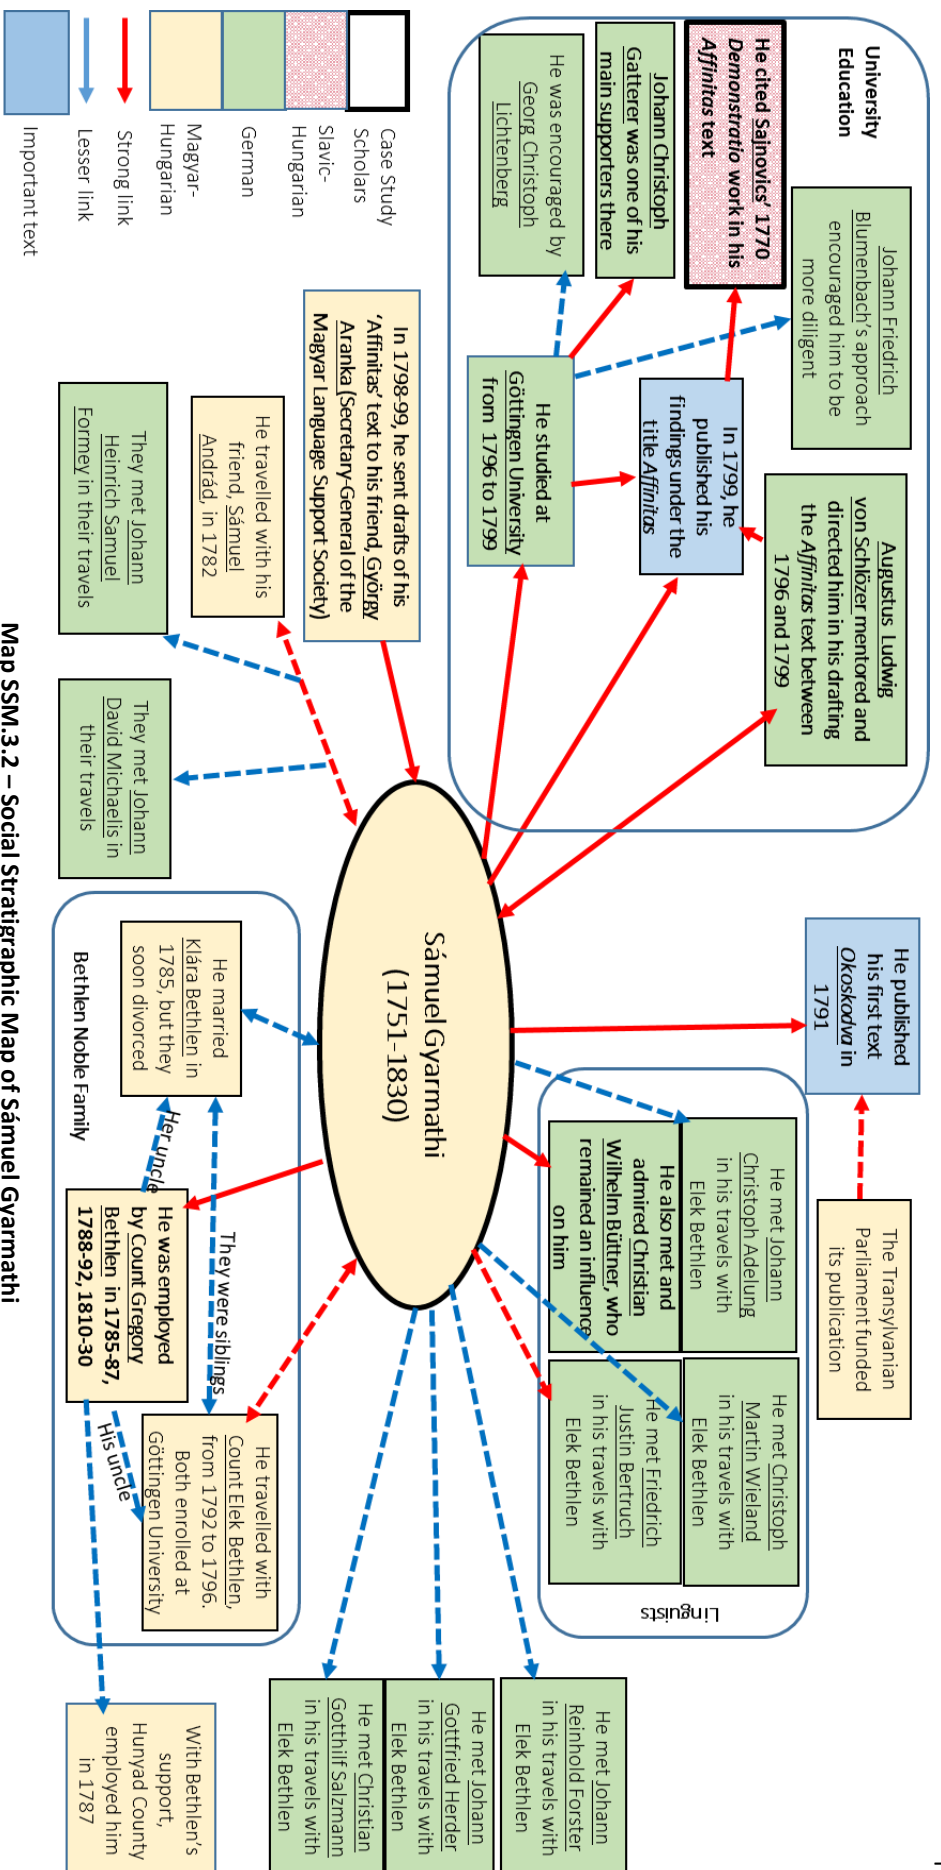 University
Education
Johann Friedrich
Blumenbach's approach
encouraged him to be
more diligent
He cited Sajnovics' 1770
Demonstratio work in his
Affinitas text
Johann Christoph
Gatterer was one of his
main supporters there
He was encouraged by
Georg Christoph
Lichtenberg
Augustus Ludwig
von Schlözer mentored and
directed him in his drafting
the Affinitas text between
1796 and 1799
In 1799, he
published his
findings under the
title Affinitas
He studied at
Göttingen University
from 1796 to 1799
In 1798-99, he sent drafts of his
'Affinitas' text to his friend, György
Aranka (Secretary-General of the
Magyar Language Support Society)
He travelled with his
friend, Sámuel
Andrád, in 1782
They met Johann
Heinrich Samuel
Formey in their travels
They met Johann
David Michaelis in
their travels
Sámuel Gyarmathi
(1751-1830)
He published
his first text
Okoskodva in
1791
The Transylvanian
Parliament funded
its publication
He met Johann
Christoph Adelung
in his travels with
Elek Bethlen
He also met and
admired Christian
Wilhelm Büttner, who
remained an influence
on him
He met Christoph
Martin Wieland
in his travels with
Elek Bethlen
He met Friedrich
Justin Bertruch
in his travels with
Elek Bethlen
Linguists
He met Johann
Reinhold Forster
in his travels with
Elek Bethlen
He met Johann
Gottfried Herder
in his travels with
Elek Bethlen
He met Christian
Gotthilf Salzmann
in his travels with
Elek Bethlen
He married
Klára Bethlen in
1785, but they
soon divorced
Bethlen Noble Family
Her uncle
They were siblings
He was employed
by Count Gregory
Bethlen in 1785-87,
1788-92, 1810-30
His uncle
He travelled with
Count Elek Bethlen,
from 1792 to 1796.
Both enrolled at
Göttingen University
With Bethlen's
support,
Hunyad County
employed him
in 1787
Case Study
Scholars
Slavic-
Hungarian
German
Magyar-
Hungarian
Strong link
Lesser link
Important text
Map SSM.3.2 – Social Stratigraphic Map of Sámuel Gyarmathi